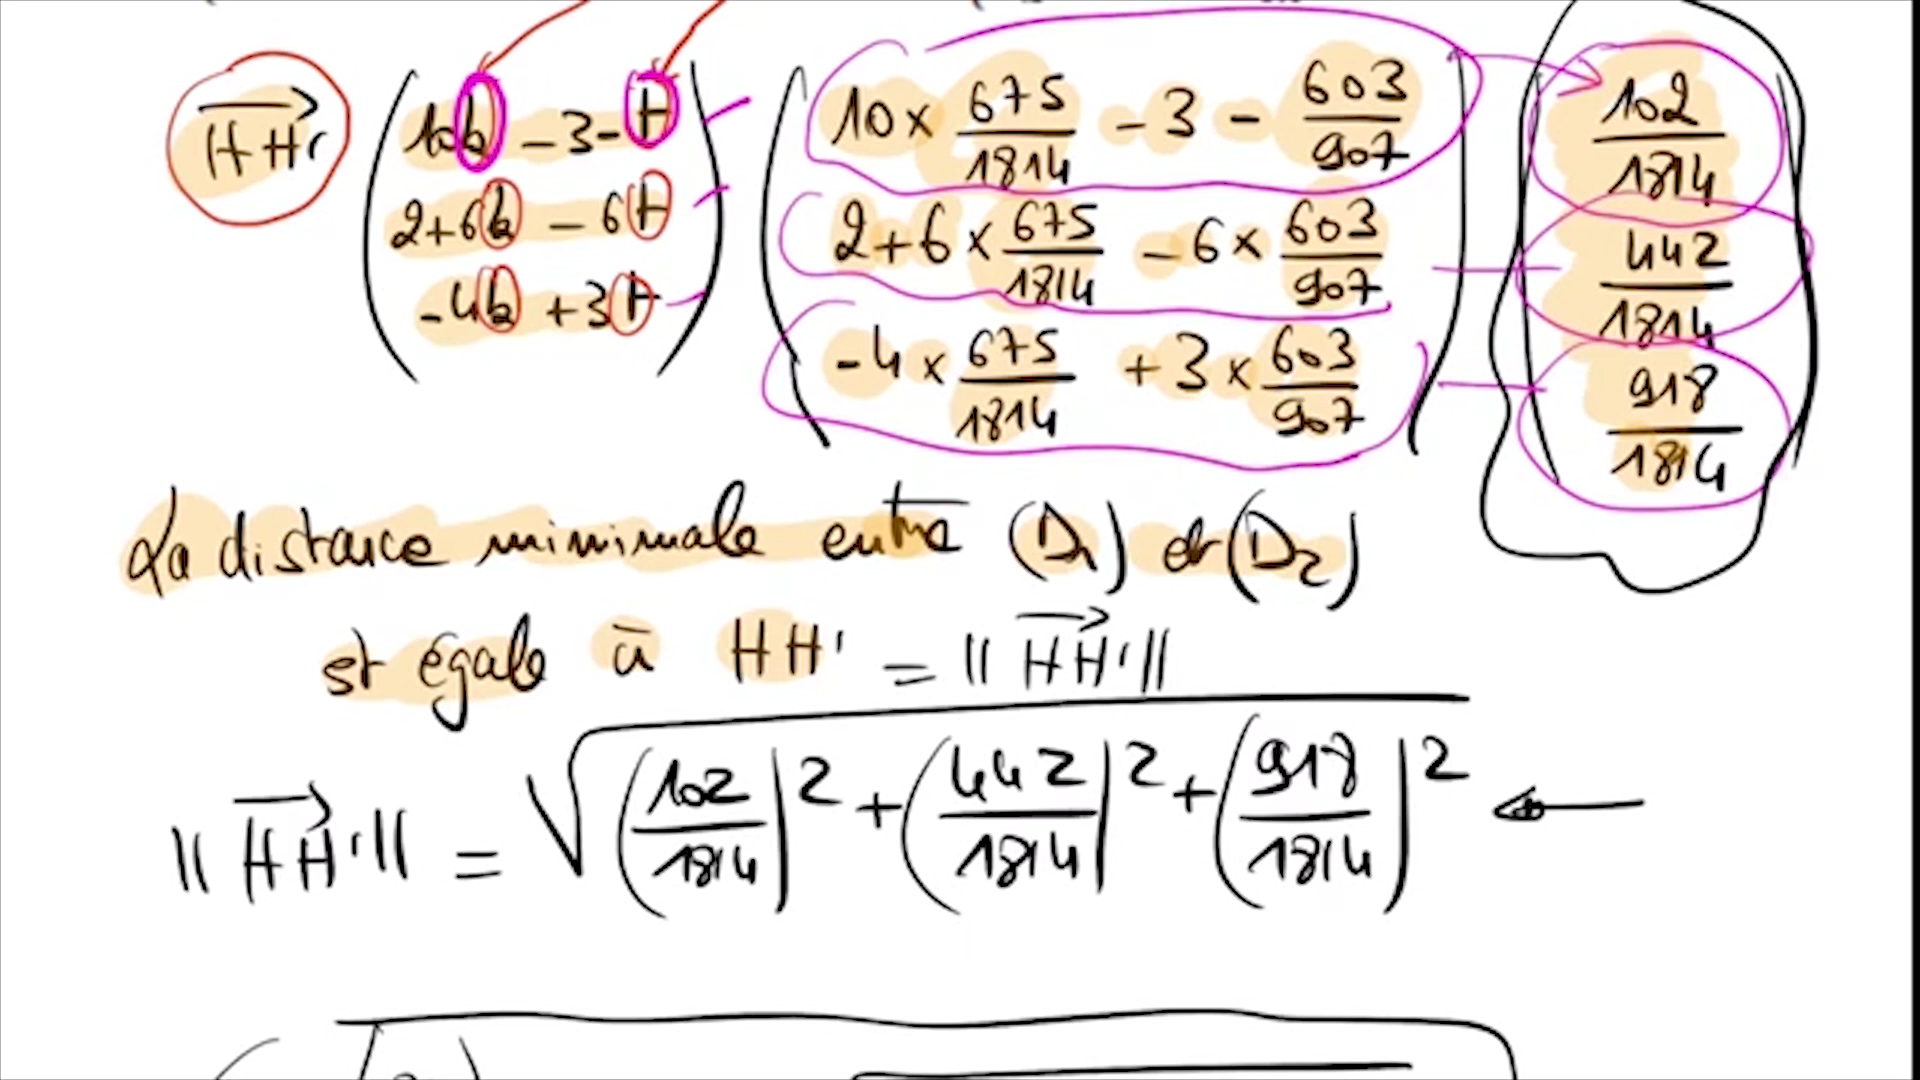 HH' (10k - 3 - t (10 × 675/1814 - 3 - 603/907 (102/1814
2 + 6k - 6t 2 + 6 × 675/1814 - 6 × 603/907 442/1814
-4k + 3t) -4 × 675/1814 + 3 × 603/907) 918/1814)
La distance minimale entre (D1) et (D2)
est égale à HH' = ||HH'||
||HH'|| = √((102/1814)² + (442/1814)² + (918/1814)²) ←